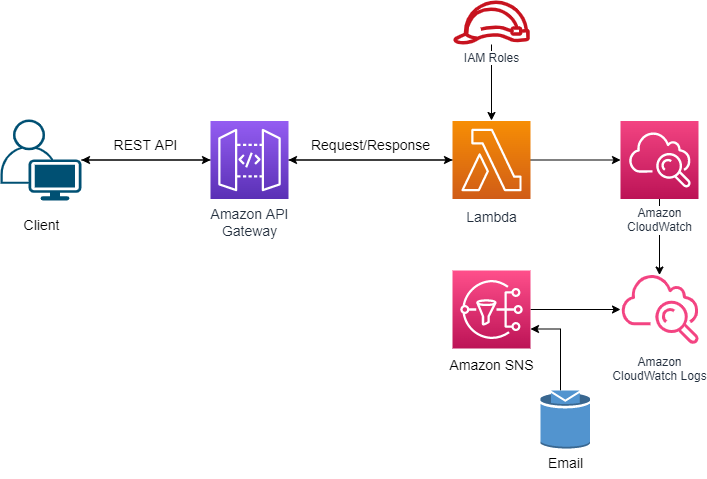 IAM Roles
REST API
Request/Response
Client
Amazon API
Gateway
Lambda
Amazon
CloudWatch
Amazon SNS
Amazon
CloudWatch Logs
Email